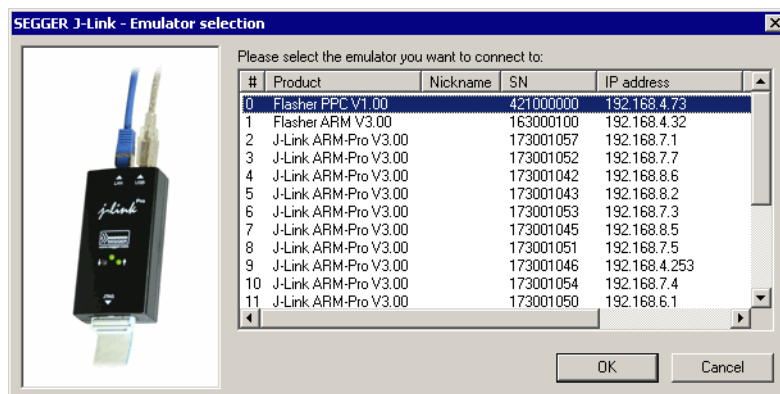 SEGGER J-Link - Emulator selection
Please select the emulator you want to connect to:
# Product Nickname SN IP address
0 Flasher PPC V1.00 421000000 192.168.4.73
1 Flasher ARM V3.00 163000100 192.168.4.32
2 J-Link ARM-Pro V3.00 173001057 192.168.7.1
3 J-Link ARM-Pro V3.00 173001052 192.168.7.7
4 J-Link ARM-Pro V3.00 173001042 192.168.8.6
5 J-Link ARM-Pro V3.00 173001043 192.168.8.2
6 J-Link ARM-Pro V3.00 173001053 192.168.7.3
7 J-Link ARM-Pro V3.00 173001045 192.168.8.5
8 J-Link ARM-Pro V3.00 173001051 192.168.7.5
9 J-Link ARM-Pro V3.00 173001046 192.168.4.253
10 J-Link ARM-Pro V3.00 173001054 192.168.7.4
11 J-Link ARM-Pro V3.00 173001050 192.168.6.1
LAN USB
J-Link Pro
SEGGER
JTAG
OK Cancel